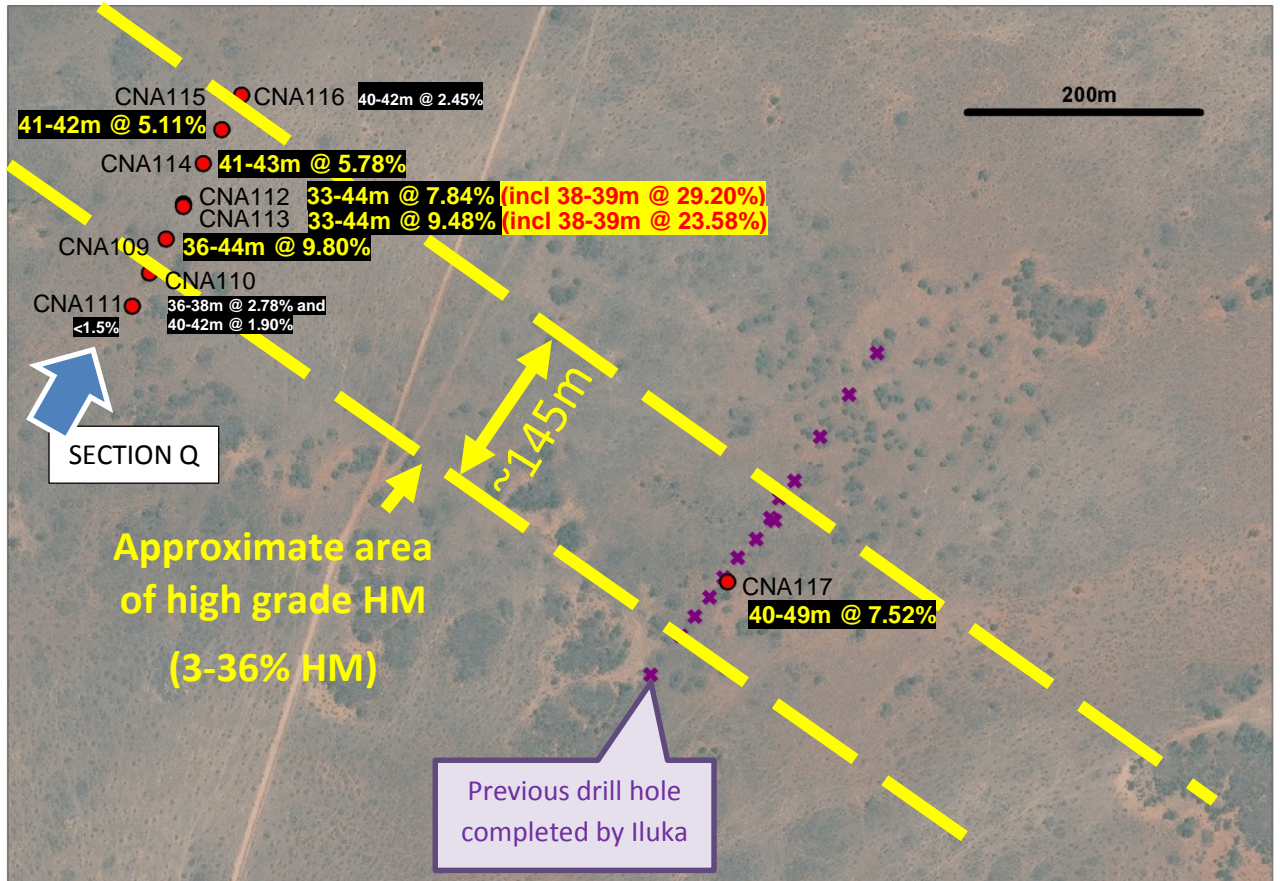 200m
CNA115
CNA116 40-42m @ 2.45%
41-42m @ 5.11%
CNA114 41-43m @ 5.78%
CNA112 33-44m @ 7.84% (incl 38-39m @ 29.20%)
CNA113 33-44m @ 9.48% (incl 38-39m @ 23.58%)
CNA109 36-44m @ 9.80%
CNA110
36-38m @ 2.78% and
40-42m @ 1.90%
CNA111
<1.5%
SECTION Q
~145m
Approximate area
of high grade HM
(3-36% HM)
CNA117
40-49m @ 7.52%
Previous drill hole
completed by Iluka